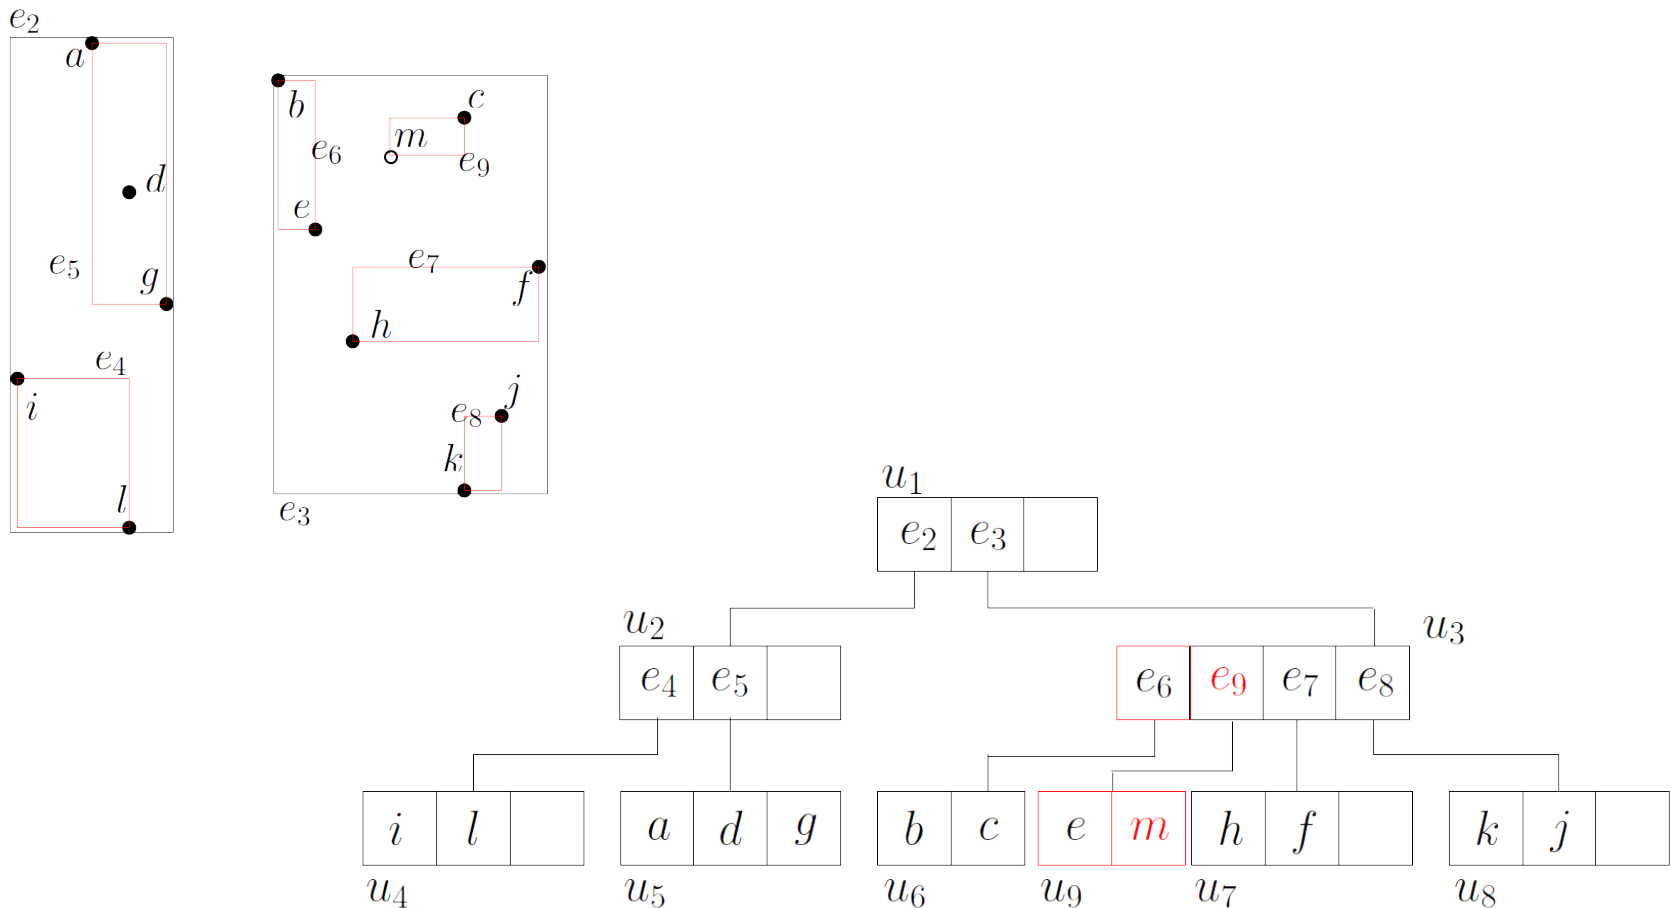 e2
a
b
c
m
e6
e9
d
e
e5
e7
g
f
h
e4
i
j
e8
k
l
e3
u1
e2 e3
u2 u3
e4 e5 e6 e9 e7 e8
i l a d g b c e m h f k j
u4 u5 u6 u9 u7 u8